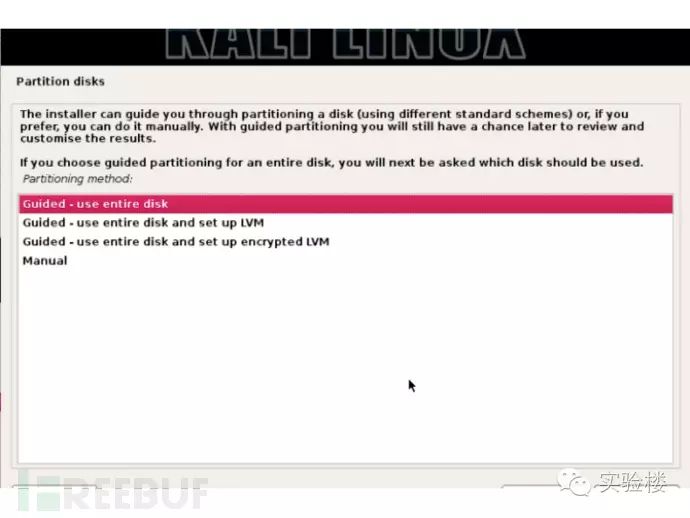 KALI LINUX
Partition disks
The installer can guide you through partitioning a disk (using different standard schemes) or, if you
prefer, you can do it manually. With guided partitioning you will still have a chance later to review and
customise the results.
If you choose guided partitioning for an entire disk, you will next be asked which disk should be used.
Partitioning method:
Guided - use entire disk
Guided - use entire disk and set up LVM
Guided - use entire disk and set up encrypted LVM
Manual
实验楼
FREEBUF